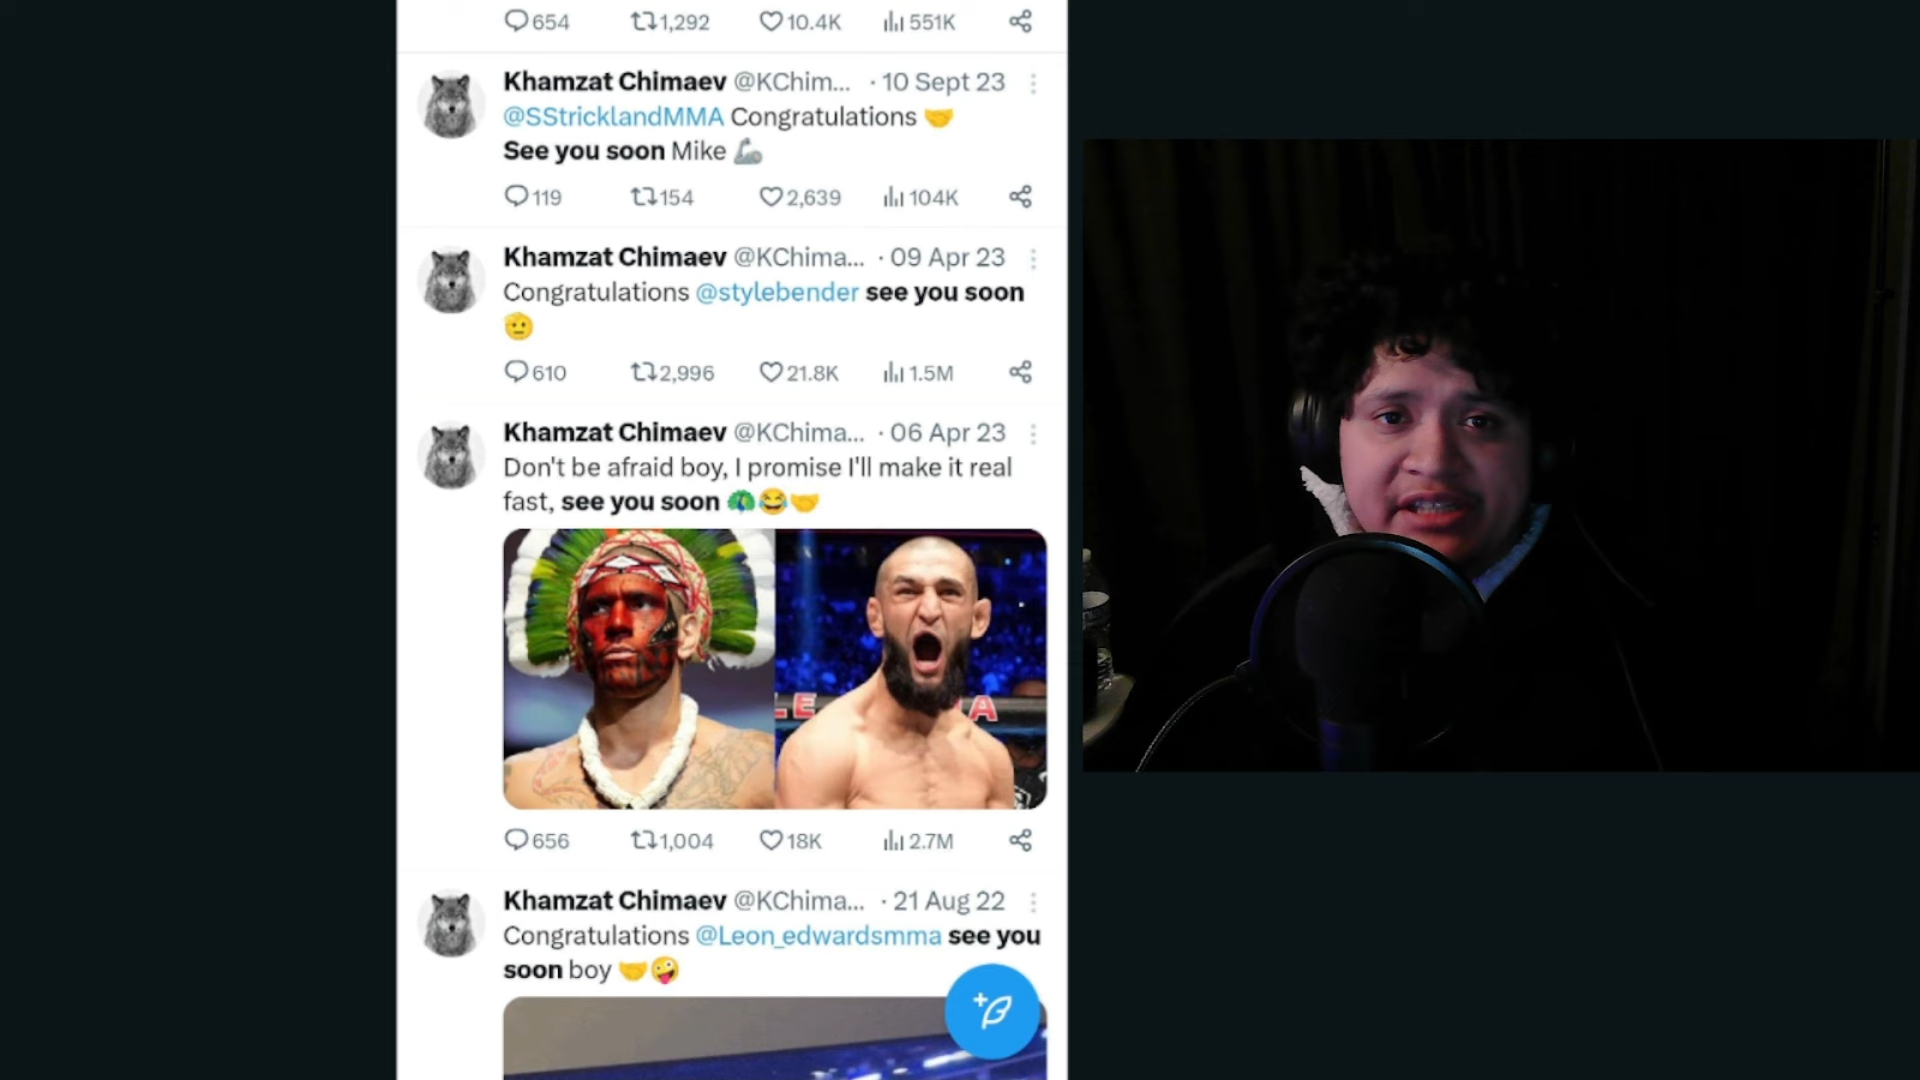 654 1,292 10.4K 551K
Khamzat Chimaev @KChim... · 10 Sept 23
@SStricklandMMA Congratulations 🤝
See you soon Mike 🦾
119 154 2,639 104K
Khamzat Chimaev @KChima... · 09 Apr 23
Congratulations @stylebender see you soon
🫡
610 2,996 21.8K 1.5M
Khamzat Chimaev @KChima... · 06 Apr 23
Don't be afraid boy, I promise I'll make it real
fast, see you soon 🦚😂🤝
LE A
656 1,004 18K 2.7M
Khamzat Chimaev @KChima... · 21 Aug 22
Congratulations @Leon_edwardsmma see you
soon boy 🤝🤪